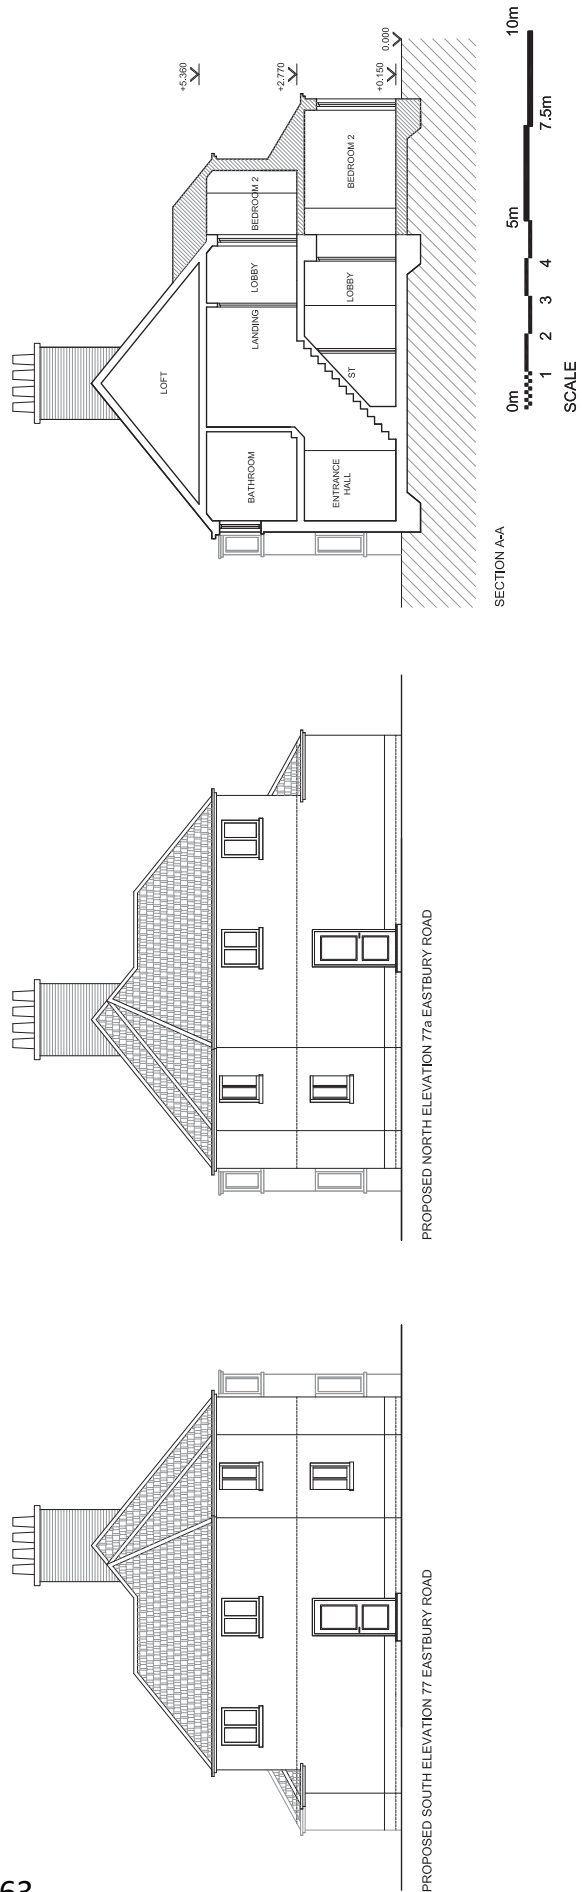 +5.360
+2.770
+0.150
0.000
LOFT
BATHROOM
LANDING
LOBBY
BEDROOM 2
ENTRANCE
HALL
ST
LOBBY
BEDROOM 2
SECTION A-A
0m
5m
7.5m
10m
1
2
3
4
SCALE
PROPOSED NORTH ELEVATION 77a EASTBURY ROAD
PROPOSED SOUTH ELEVATION 77 EASTBURY ROAD
63